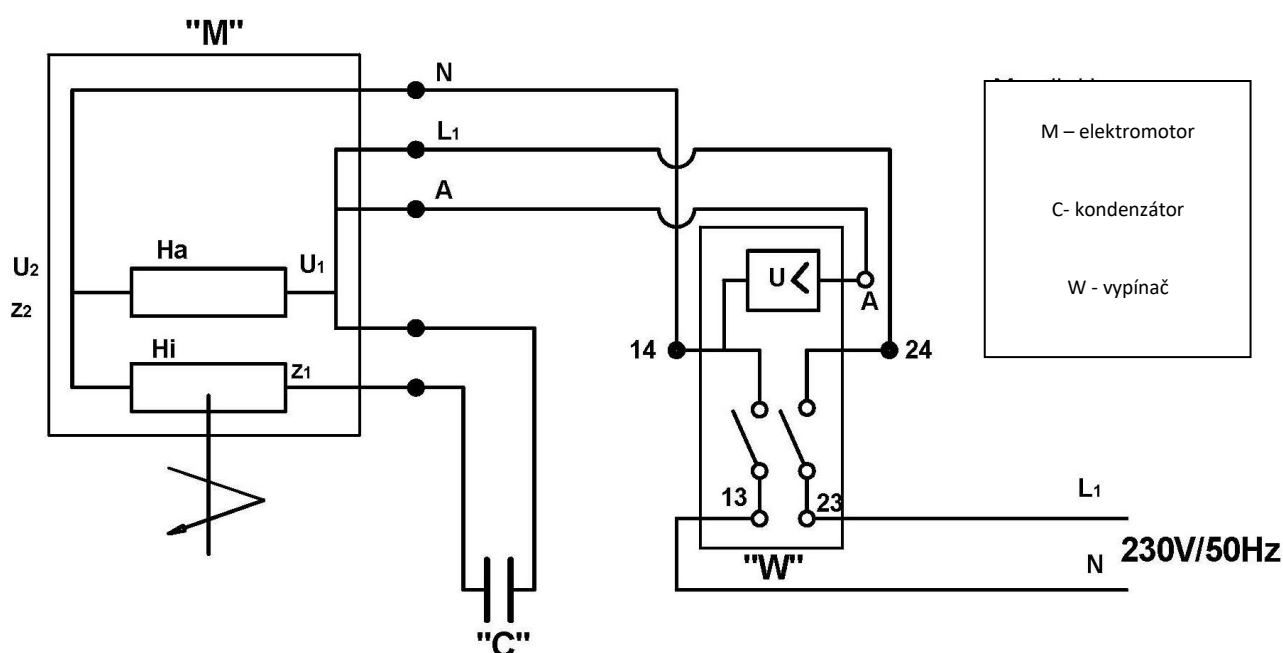 "M"
N
L1
A
Ha
U1
U2
Z2
Hi
Z1
U
A
14
24
13
23
"W"
"C"
L1
N
230V/50Hz
M – elektromotor
C- kondenzátor
W - vypínač